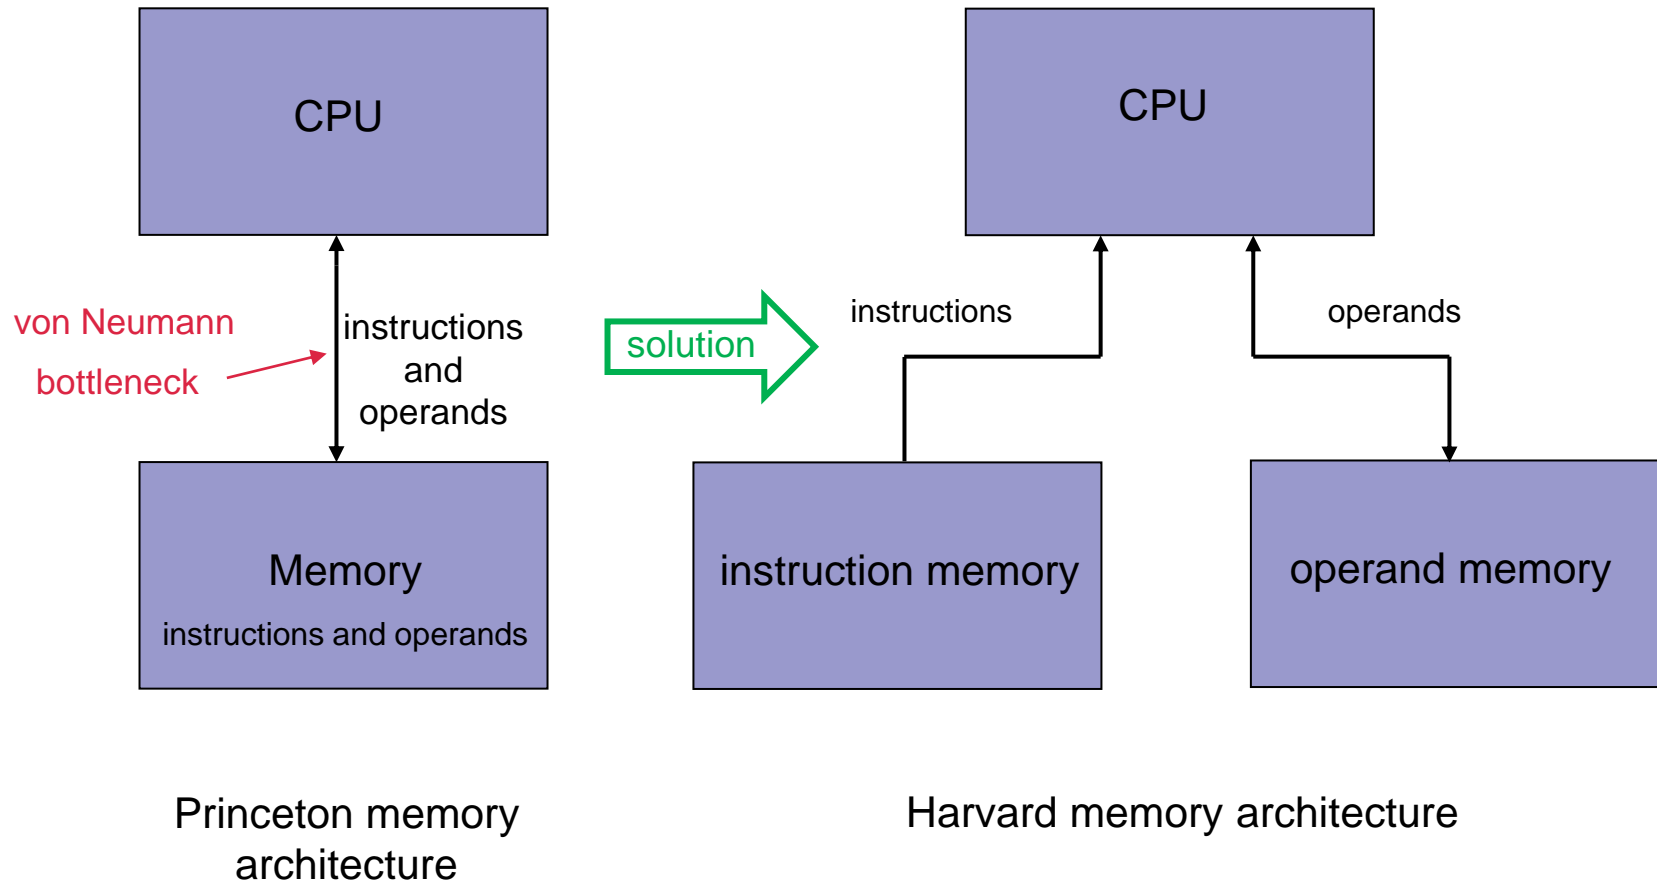 CPU
von Neumann
bottleneck
instructions
and
operands
Memory
instructions and operands
Princeton memory
architecture
solution
CPU
instructions
operands
instruction memory
operand memory
Harvard memory architecture